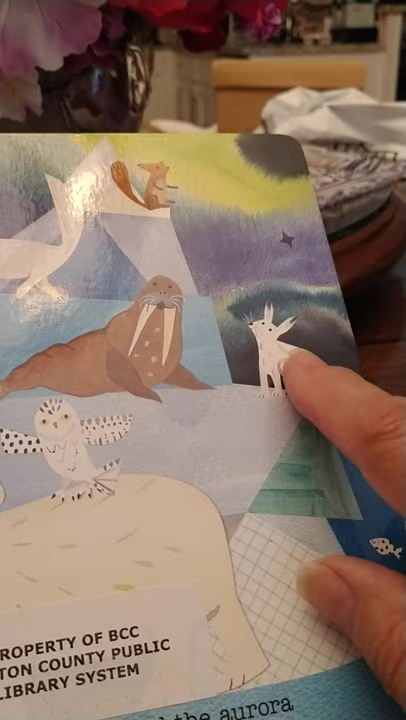 ROPERTY OF BCC
TON COUNTY PUBLIC
LIBRARY SYSTEM
the aurora